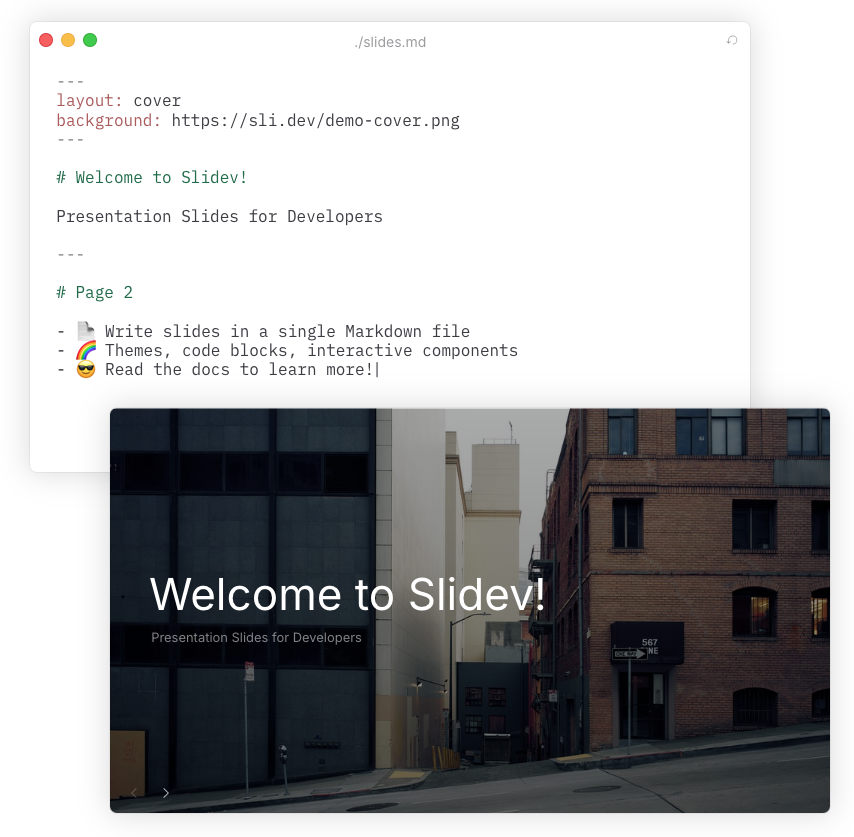 ./slides.md
---
layout: cover
background: https://sli.dev/demo-cover.png
---
# Welcome to Slidev!
Presentation Slides for Developers
---
# Page 2
- 📄 Write slides in a single Markdown file
- 🌈 Themes, code blocks, interactive components
- 😎 Read the docs to learn more!
Welcome to Slidev!
Presentation Slides for Developers
567
ONE WAY